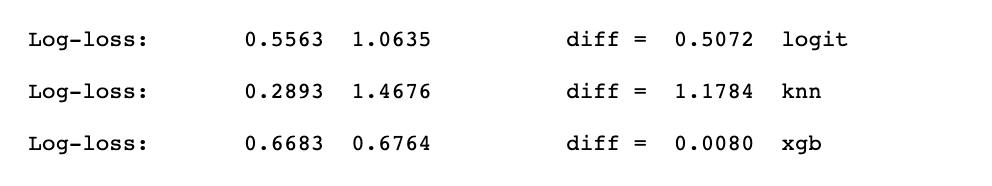 Log-loss: 0.5563 1.0635 diff = 0.5072 logit
Log-loss: 0.2893 1.4676 diff = 1.1784 knn
Log-loss: 0.6683 0.6764 diff = 0.0080 xgb